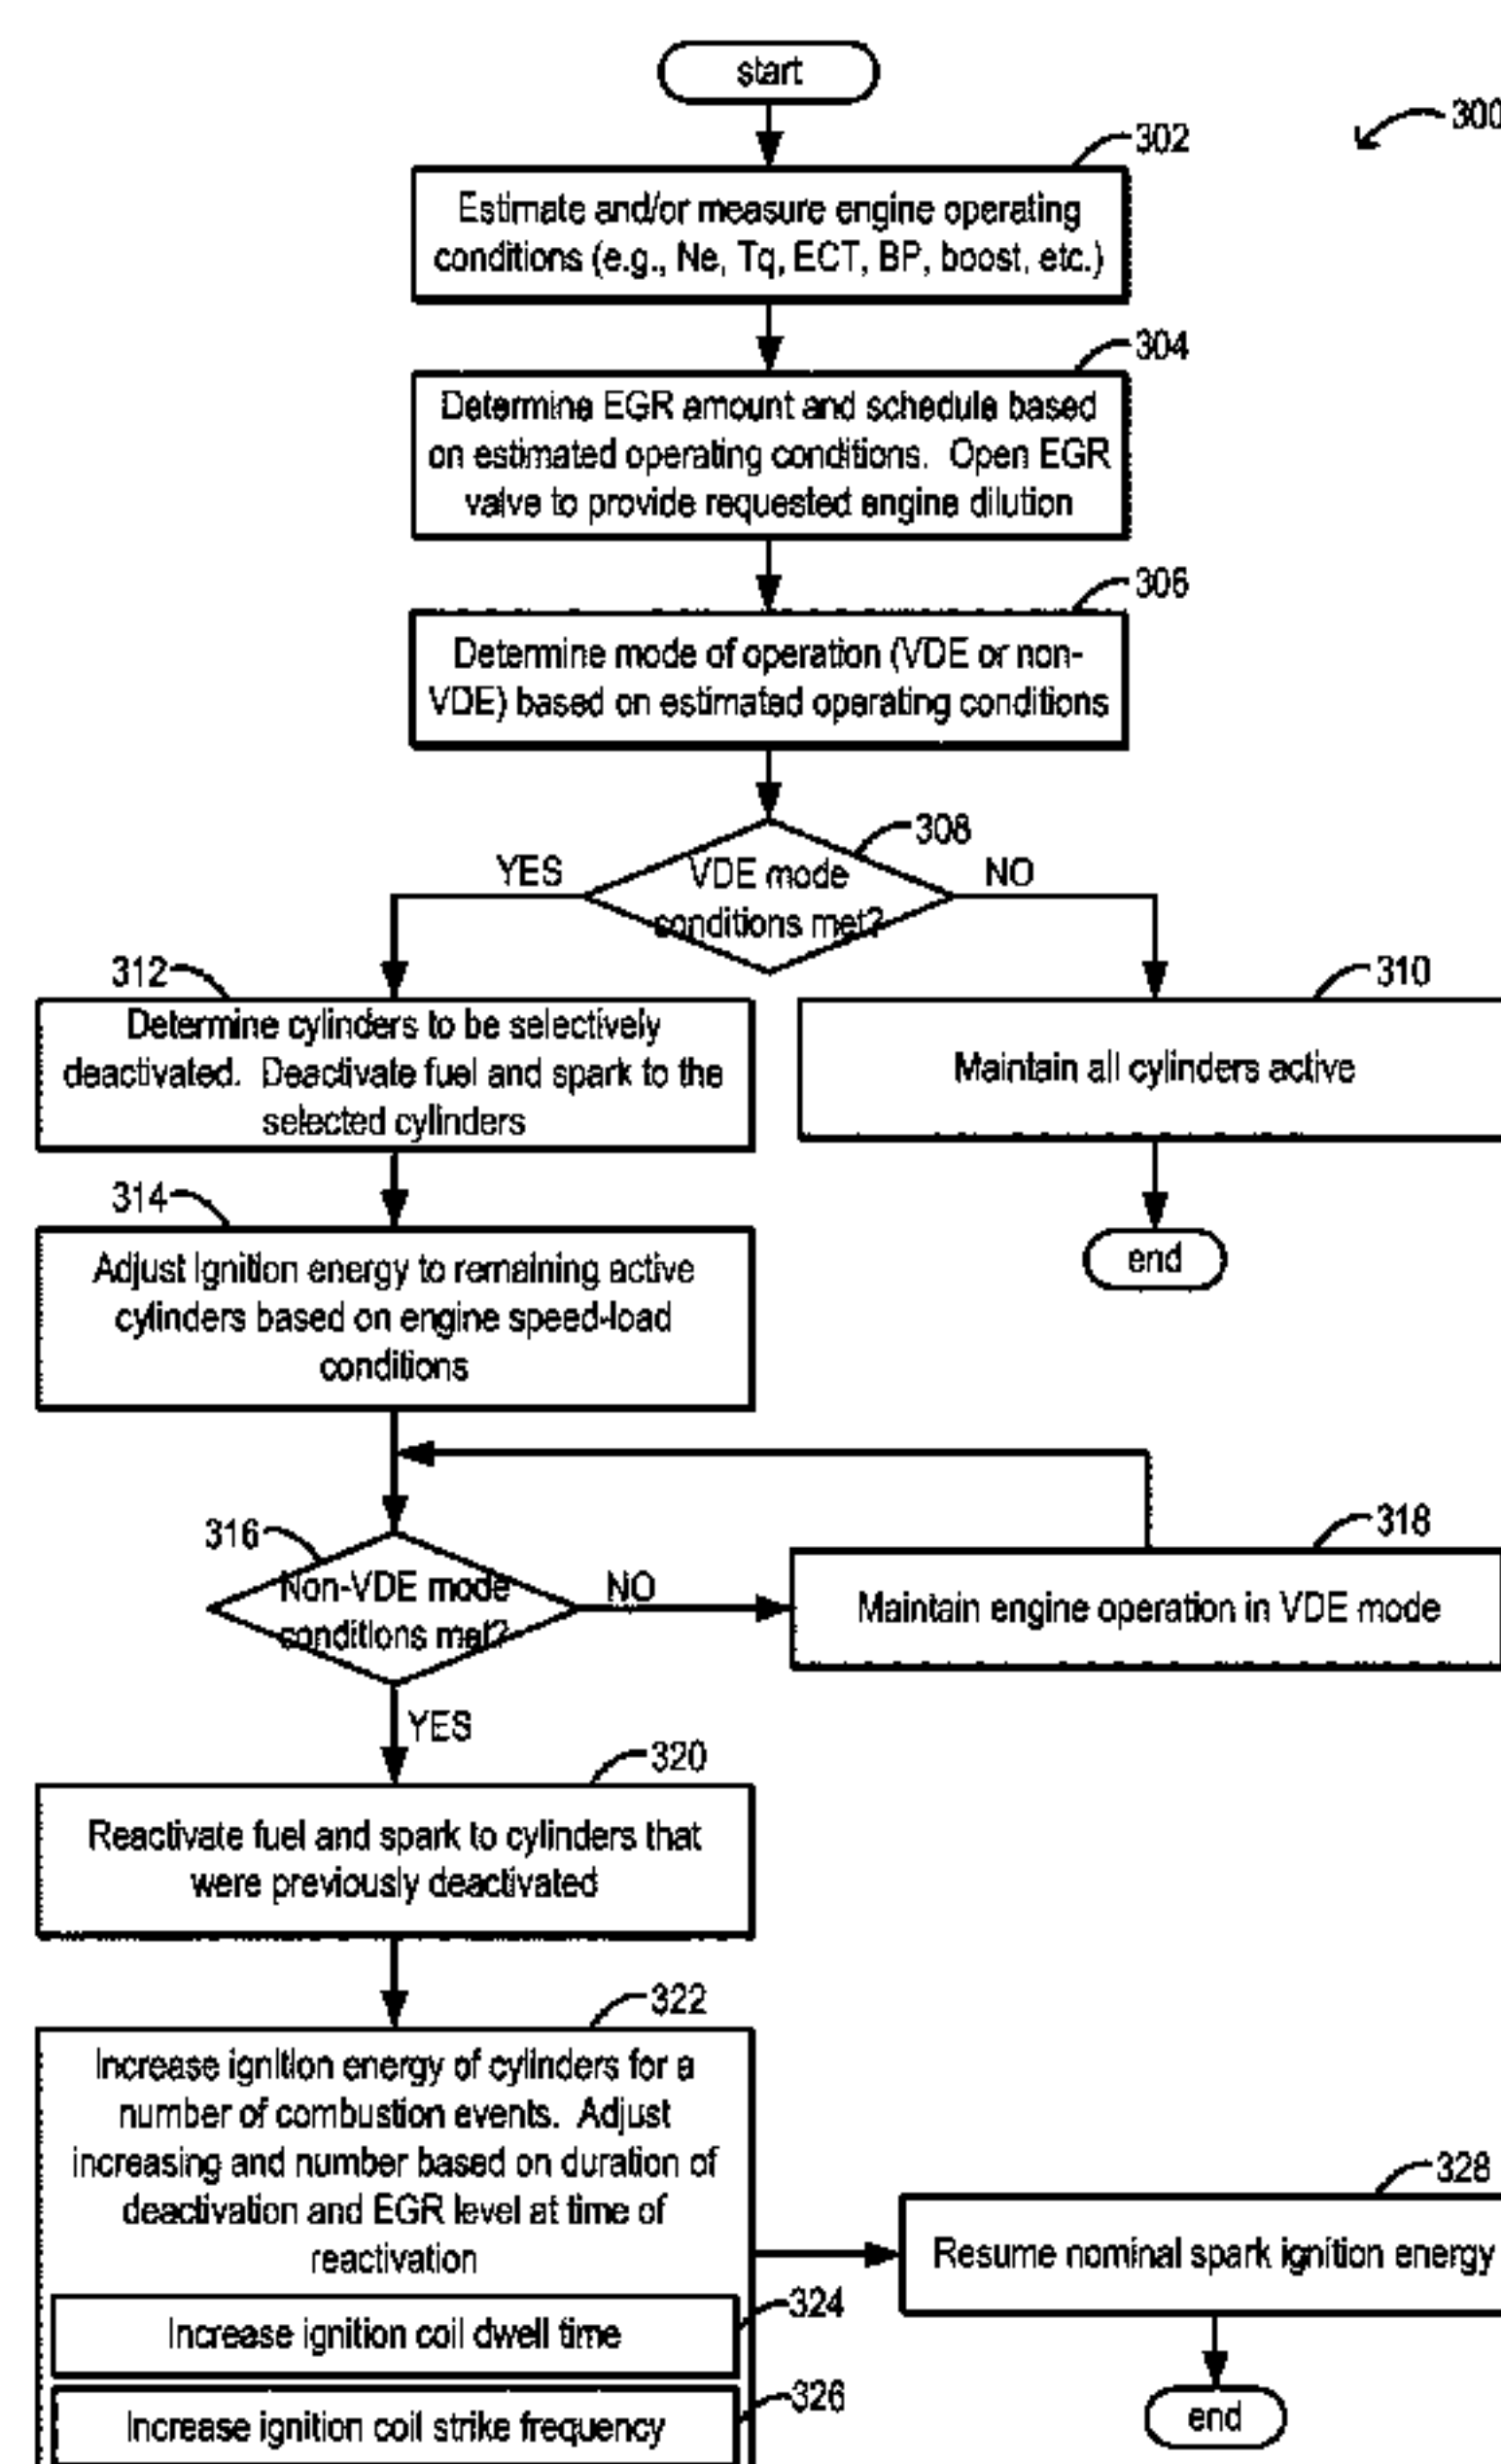 start
300
302
Estimate and/or measure engine operating
conditions (e.g., Ne, Tq, ECT, BP, boost, etc.)
304
Determine EGR amount and schedule based
on estimated operating conditions. Open EGR
valve to provide requested engine dilution
306
Determine mode of operation (VDE or non-
VDE) based on estimated operating conditions
308
YES
VDE mode
conditions met?
NO
312
Determine cylinders to be selectively
deactivated. Deactivate fuel and spark to the
selected cylinders
310
Maintain all cylinders active
end
314
Adjust ignition energy to remaining active
cylinders based on engine speed-load
conditions
316
Non-VDE mode
conditions met?
NO
318
Maintain engine operation in VDE mode
YES
320
Reactivate fuel and spark to cylinders that
were previously deactivated
322
Increase ignition energy of cylinders for a
number of combustion events. Adjust
increasing and number based on duration of
deactivation and EGR level at time of
reactivation
324
Increase ignition coil dwell time
326
Increase ignition coil strike frequency
328
Resume nominal spark ignition energy
end